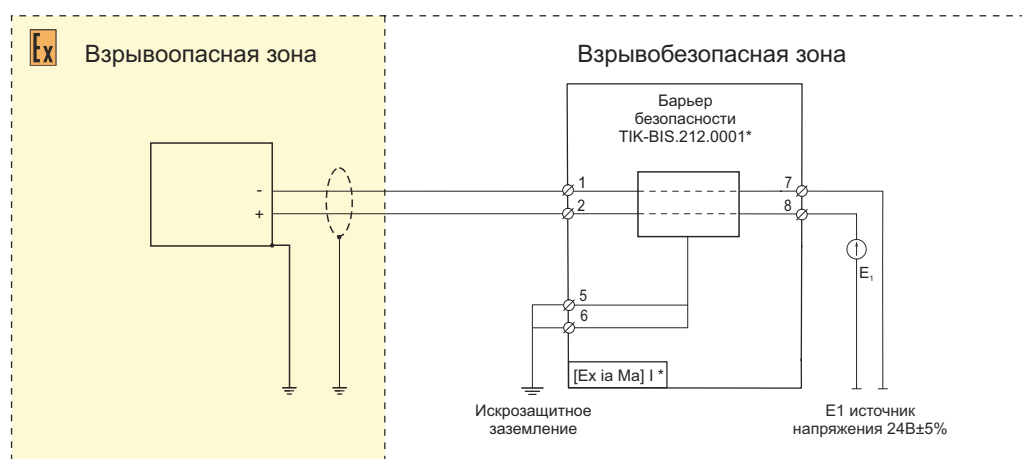 Ex
Взрывоопасная зона
Взрывобезопасная зона
Барьер
безопасности
TIK-BIS.212.0001*
-
+
1
2
7
8
E1
5
6
[Ex ia Ma] I *
Искрозащитное
заземление
E1 источник
напряжения 24В±5%